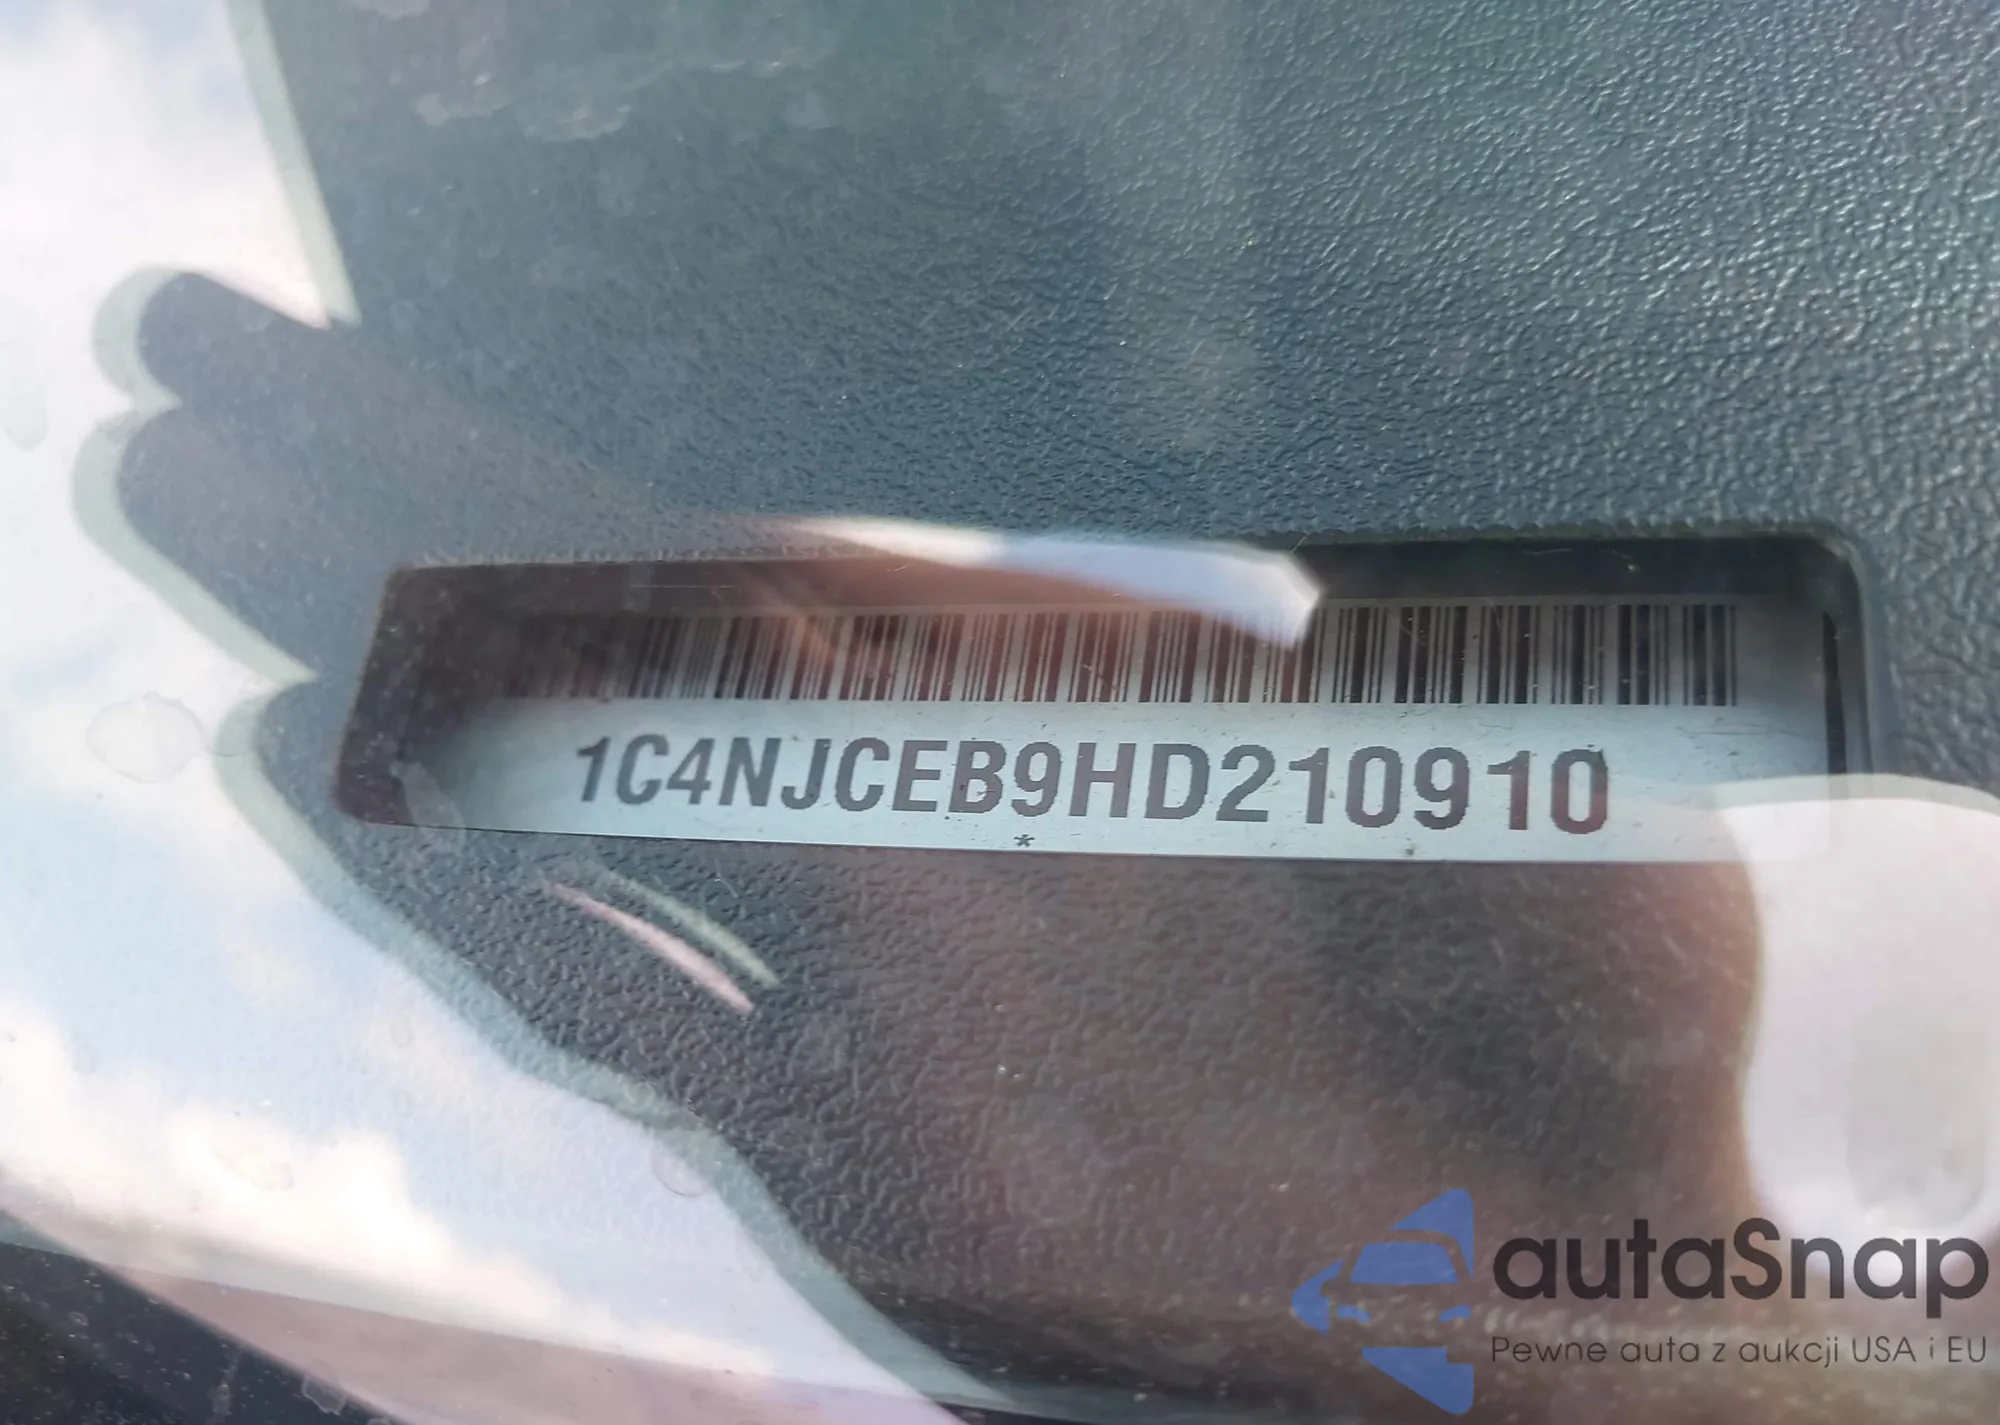 1C4NJCEB9HD210910
*
autaSnap
Pewne auta z aukcji USA i EU